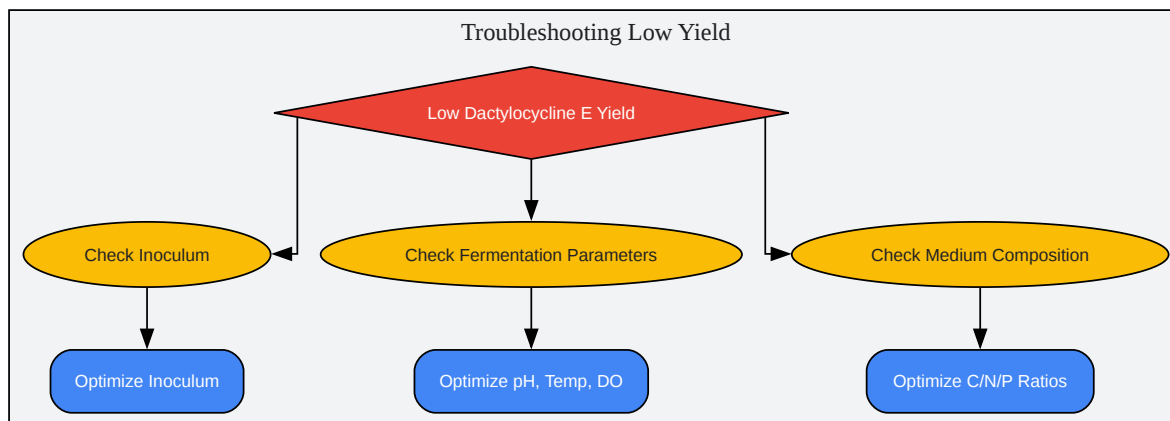 Troubleshooting Low Yield
Low Dactylocycline E Yield
Check Inoculum
Check Fermentation Parameters
Check Medium Composition
Optimize Inoculum
Optimize pH, Temp, DO
Optimize C/N/P Ratios